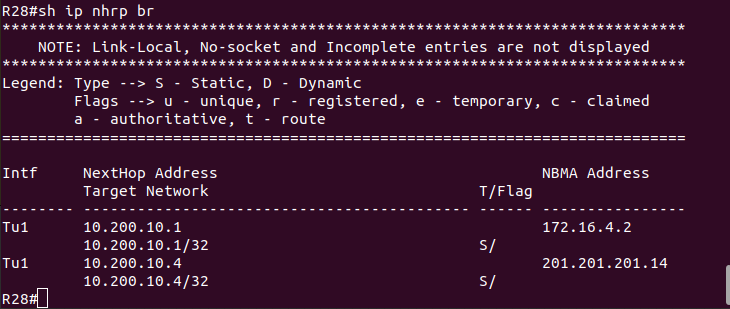 R28#sh ip nhrp br
****************************************************************************
    NOTE: Link-Local, No-socket and Incomplete entries are not displayed
****************************************************************************
Legend: Type --> S - Static, D - Dynamic
        Flags --> u - unique, r - registered, e - temporary, c - claimed
        a - authoritative, t - route
============================================================================

Intf     NextHop Address                                    NBMA Address
         Target Network                              T/Flag
-------- ------------------------------------------- ------ ----------------
Tu1      10.200.10.1                                        172.16.4.2
         10.200.10.1/32                              S/
Tu1      10.200.10.4                                        201.201.201.14
         10.200.10.4/32                              S/
R28#